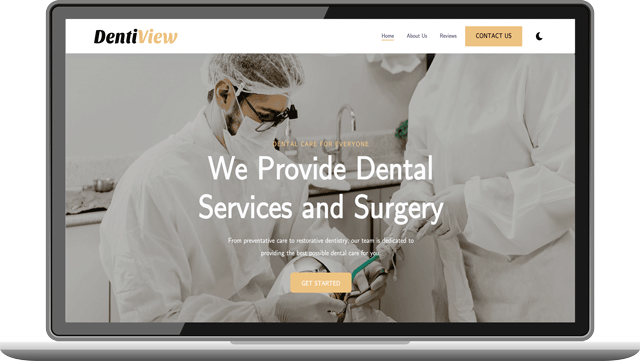 DentiView
Home About Us Reviews CONTACT US
DENTAL CARE FOR EVERYONE
We Provide Dental
Services and Surgery
From preventative care to restorative dentistry, our team is dedicated to
providing the best possible dental care for you.
GET STARTED